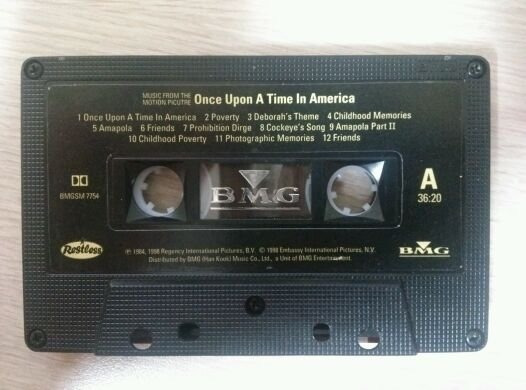 MUSIC FROM THE
MOTION PICUTRE Once Upon A Time In America
1 Once Upon A Time In America 2 Poverty 3 Deborah's Theme 4 Childhood Memories
5 Amapola 6 Friends 7 Prohibition Dirge 8 Cockeye's Song 9 Amapola Part II
10 Childhood Poverty 11 Photographic Memories 12 Friends
BMGSM 7754
BMG
A
36:20
Restless
℗ 1984, 1998 Regency International Pictures, B.V. © 1998 Embassy International Pictures, N.V.
Distributed by BMG (Han Kook) Music Co., Ltd., a Unit of BMG Entertainment.
BMG